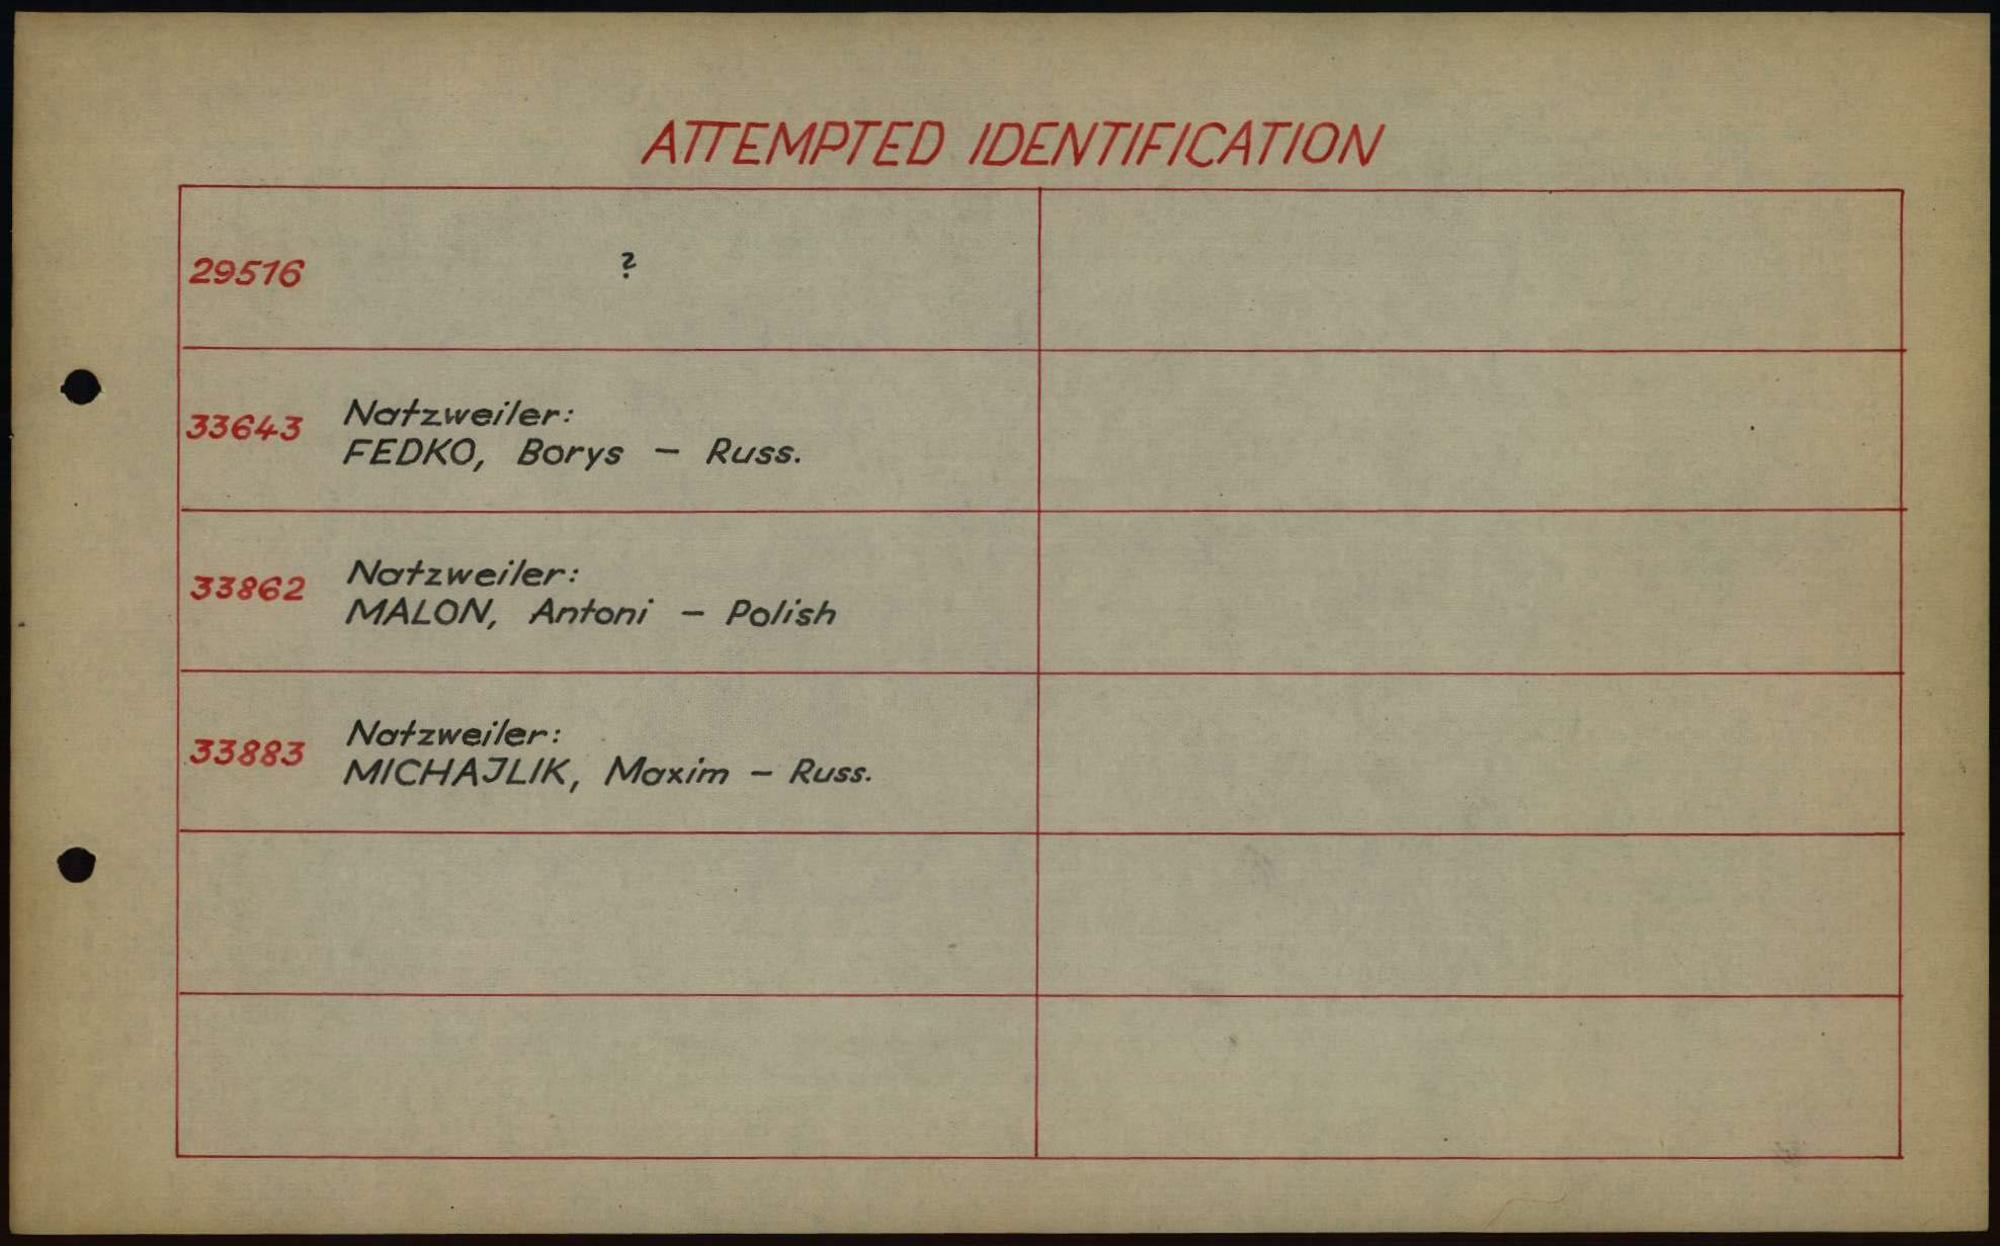 ATTEMPTED IDENTIFICATION
29516 ?
33643 Natzweiler:
FEDKO, Borys - Russ.
33862 Natzweiler:
MALON, Antoni - Polish
33883 Natzweiler:
MICHAJLIK, Maxim - Russ.